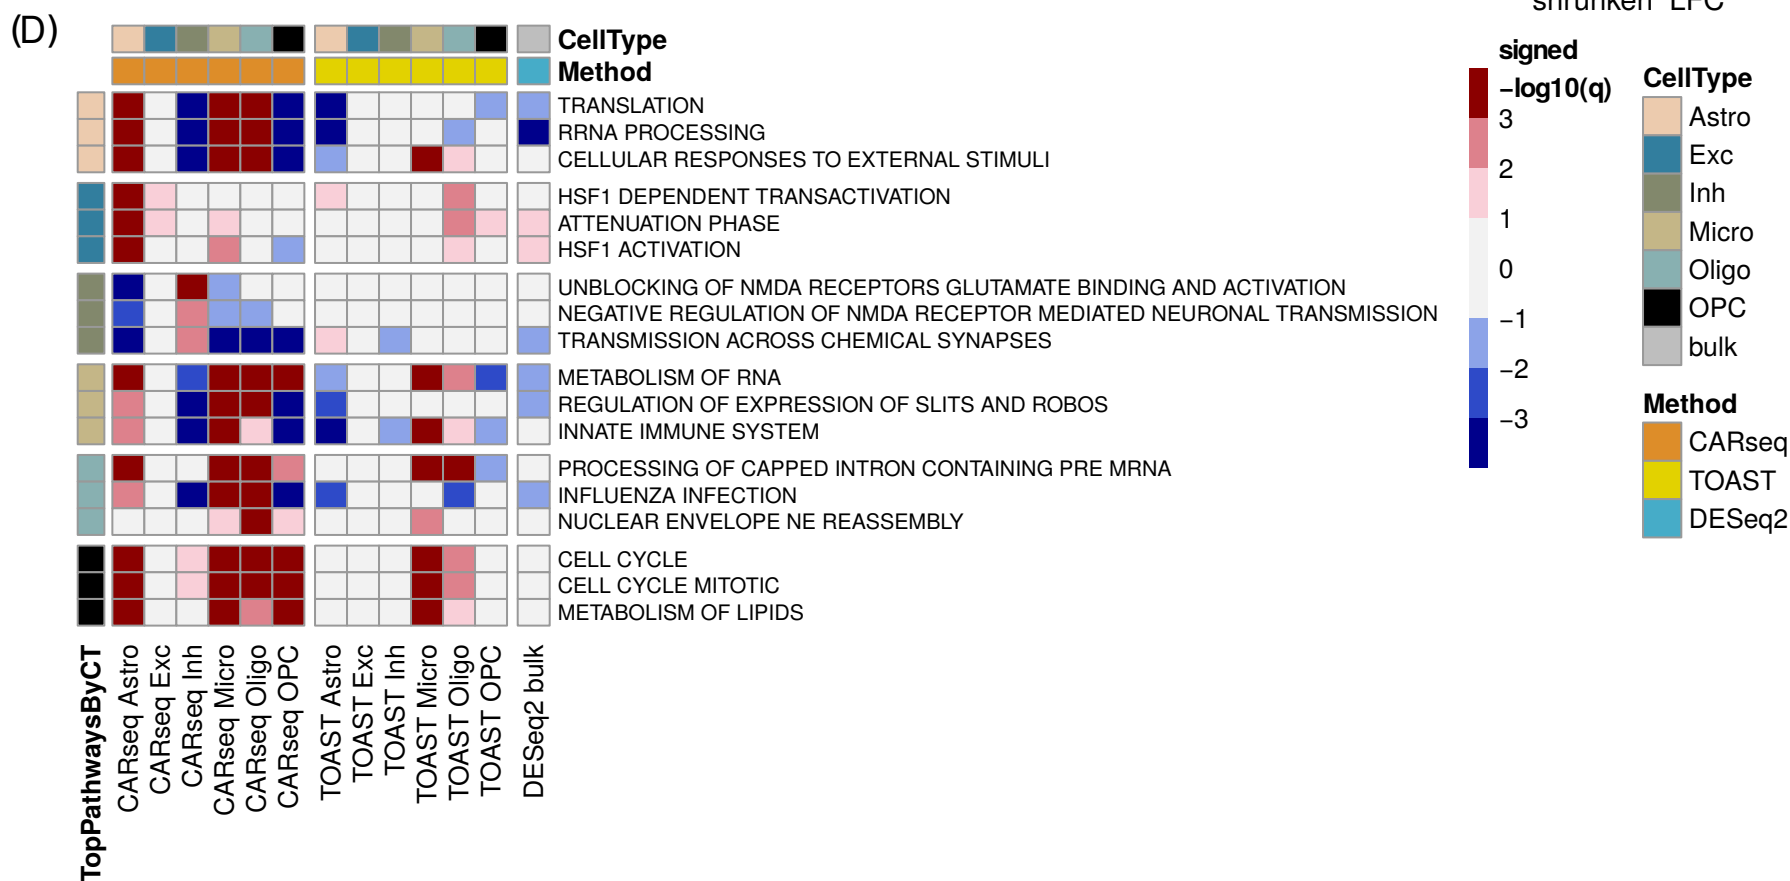 (D)
shrunken LFC
CellType
Method
TRANSLATION
RRNA PROCESSING
CELLULAR RESPONSES TO EXTERNAL STIMULI
HSF1 DEPENDENT TRANSACTIVATION
ATTENUATION PHASE
HSF1 ACTIVATION
UNBLOCKING OF NMDA RECEPTORS GLUTAMATE BINDING AND ACTIVATION
NEGATIVE REGULATION OF NMDA RECEPTOR MEDIATED NEURONAL TRANSMISSION
TRANSMISSION ACROSS CHEMICAL SYNAPSES
METABOLISM OF RNA
REGULATION OF EXPRESSION OF SLITS AND ROBOS
INNATE IMMUNE SYSTEM
PROCESSING OF CAPPED INTRON CONTAINING PRE MRNA
INFLUENZA INFECTION
NUCLEAR ENVELOPE NE REASSEMBLY
CELL CYCLE
CELL CYCLE MITOTIC
METABOLISM OF LIPIDS
TopPathwaysByCT
CARseq Astro
CARseq Exc
CARseq Inh
CARseq Micro
CARseq Oligo
CARseq OPC
TOAST Astro
TOAST Exc
TOAST Inh
TOAST Micro
TOAST Oligo
TOAST OPC
DESeq2 bulk
signed
−log10(q)
3
2
1
0
−1
−2
−3
CellType
Astro
Exc
Inh
Micro
Oligo
OPC
bulk
Method
CARseq
TOAST
DESeq2